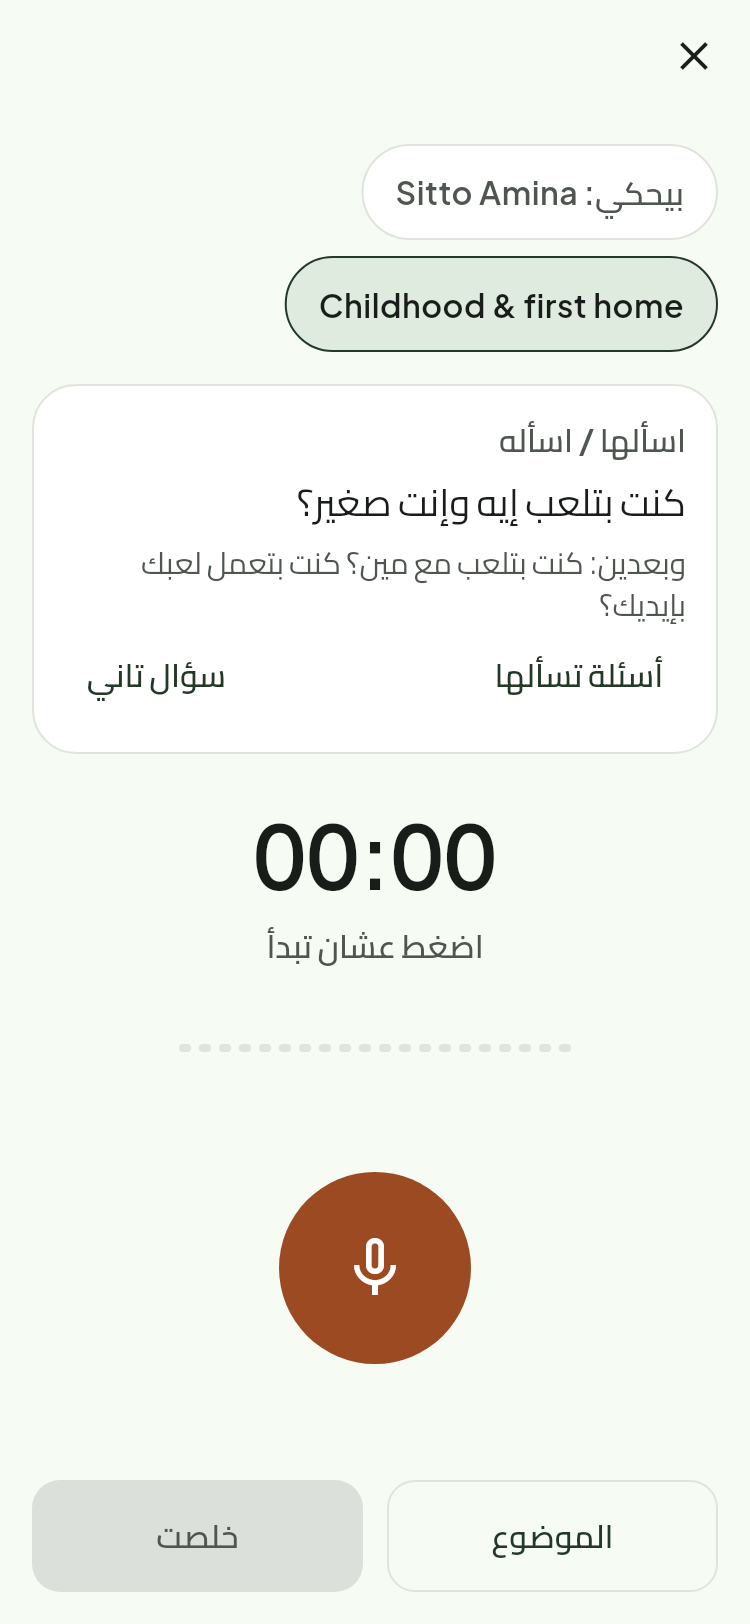 بيحكي: Sitto Amina
Childhood & first home
اسألها / اسأله
كنت بتلعب إيه وإنت صغير؟
وبعدين: كنت بتلعب مع مين؟ كنت بتعمل لعبك
بإيديك؟
أسئلة تسألها
سؤال تاني
00:00
اضغط عشان تبدأ
الموضوع
خلصت